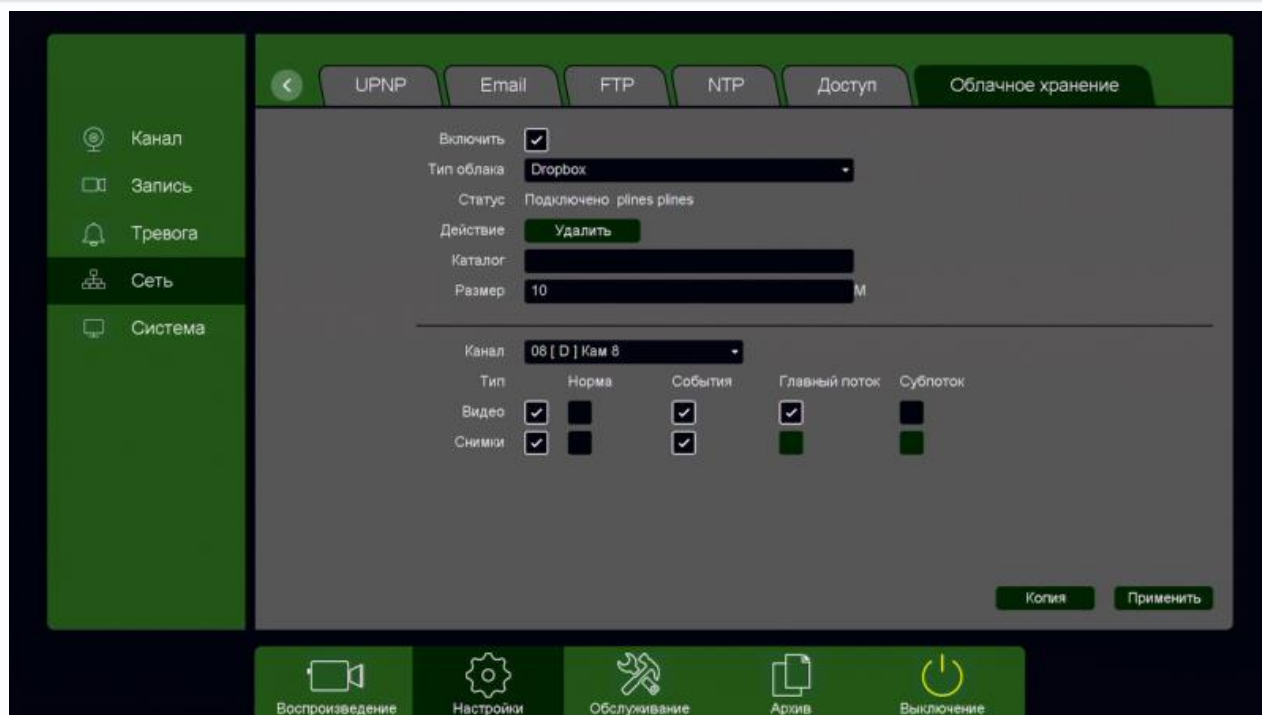 UPNP Email FTP NTP Доступ Облачное хранение
Канал
Запись
Тревога
Сеть
Система
Включить
Тип облака Dropbox
Статус Подключено plines plines
Действие Удалить
Каталог
Размер 10 М
Канал 08 [ D ] Кам 8
Тип Норма События Главный поток Субпоток
Видео
Снимки
Копия Применить
Воспроизведение Настройки Обслуживание Архив Выключение